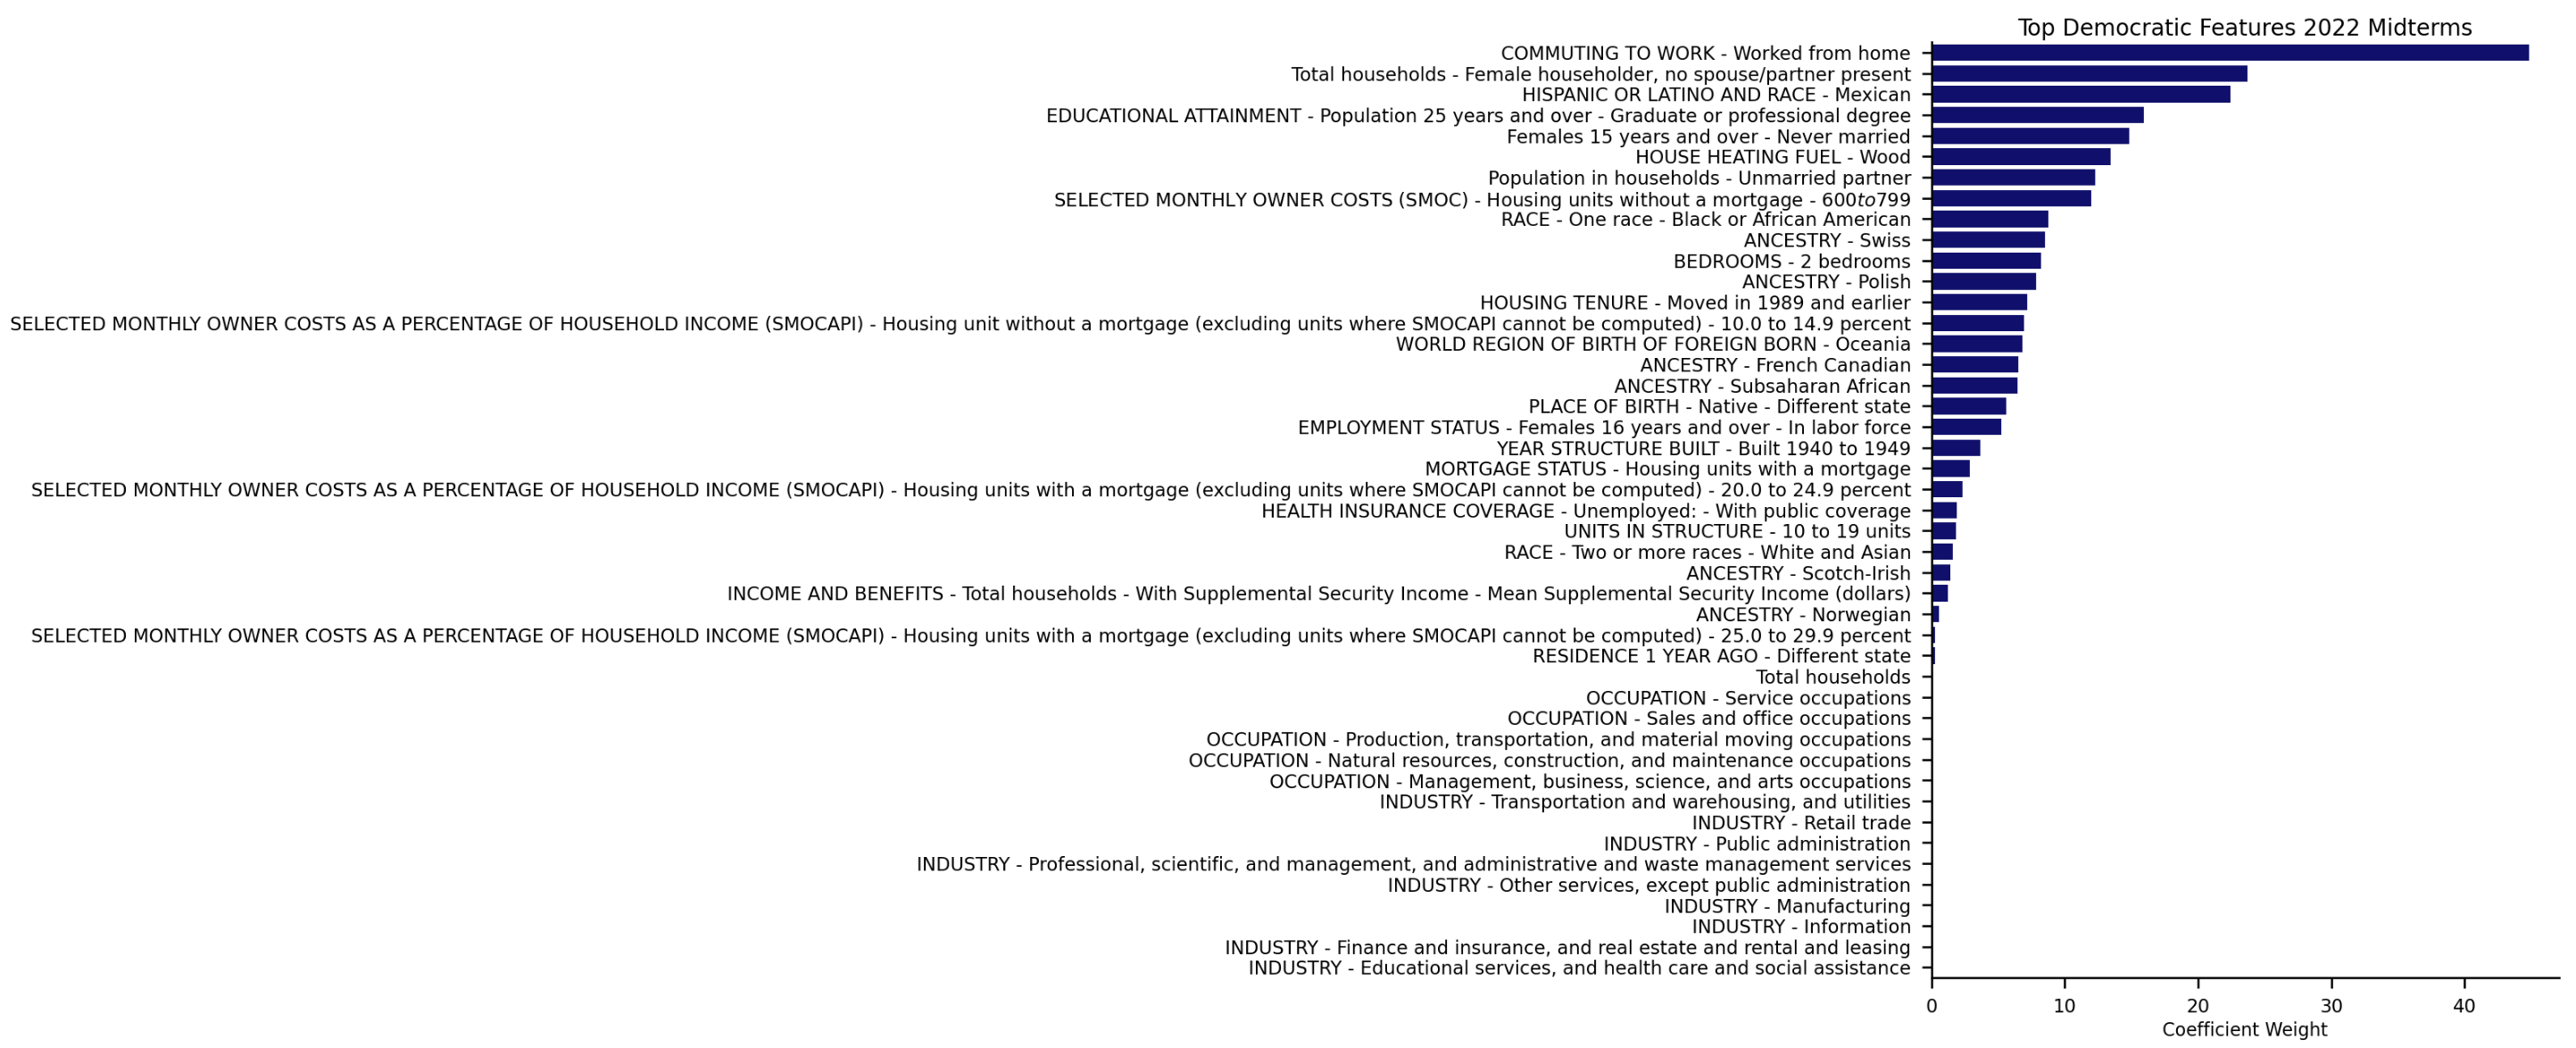 Top Democratic Features 2022 Midterms
COMMUTING TO WORK - Worked from home
Total households - Female householder, no spouse/partner present
HISPANIC OR LATINO AND RACE - Mexican
EDUCATIONAL ATTAINMENT - Population 25 years and over - Graduate or professional degree
Females 15 years and over - Never married
HOUSE HEATING FUEL - Wood
Population in households - Unmarried partner
SELECTED MONTHLY OWNER COSTS (SMOC) - Housing units without a mortgage - 600to799
RACE - One race - Black or African American
ANCESTRY - Swiss
BEDROOMS - 2 bedrooms
ANCESTRY - Polish
HOUSING TENURE - Moved in 1989 and earlier
SELECTED MONTHLY OWNER COSTS AS A PERCENTAGE OF HOUSEHOLD INCOME (SMOCAPI) - Housing unit without a mortgage (excluding units where SMOCAPI cannot be computed) - 10.0 to 14.9 percent
WORLD REGION OF BIRTH OF FOREIGN BORN - Oceania
ANCESTRY - French Canadian
ANCESTRY - Subsaharan African
PLACE OF BIRTH - Native - Different state
EMPLOYMENT STATUS - Females 16 years and over - In labor force
YEAR STRUCTURE BUILT - Built 1940 to 1949
MORTGAGE STATUS - Housing units with a mortgage
SELECTED MONTHLY OWNER COSTS AS A PERCENTAGE OF HOUSEHOLD INCOME (SMOCAPI) - Housing units with a mortgage (excluding units where SMOCAPI cannot be computed) - 20.0 to 24.9 percent
HEALTH INSURANCE COVERAGE - Unemployed: - With public coverage
UNITS IN STRUCTURE - 10 to 19 units
RACE - Two or more races - White and Asian
ANCESTRY - Scotch-Irish
INCOME AND BENEFITS - Total households - With Supplemental Security Income - Mean Supplemental Security Income (dollars)
ANCESTRY - Norwegian
SELECTED MONTHLY OWNER COSTS AS A PERCENTAGE OF HOUSEHOLD INCOME (SMOCAPI) - Housing units with a mortgage (excluding units where SMOCAPI cannot be computed) - 25.0 to 29.9 percent
RESIDENCE 1 YEAR AGO - Different state
Total households
OCCUPATION - Service occupations
OCCUPATION - Sales and office occupations
OCCUPATION - Production, transportation, and material moving occupations
OCCUPATION - Natural resources, construction, and maintenance occupations
OCCUPATION - Management, business, science, and arts occupations
INDUSTRY - Transportation and warehousing, and utilities
INDUSTRY - Retail trade
INDUSTRY - Public administration
INDUSTRY - Professional, scientific, and management, and administrative and waste management services
INDUSTRY - Other services, except public administration
INDUSTRY - Manufacturing
INDUSTRY - Information
INDUSTRY - Finance and insurance, and real estate and rental and leasing
INDUSTRY - Educational services, and health care and social assistance
0 10 20 30 40
Coefficient Weight